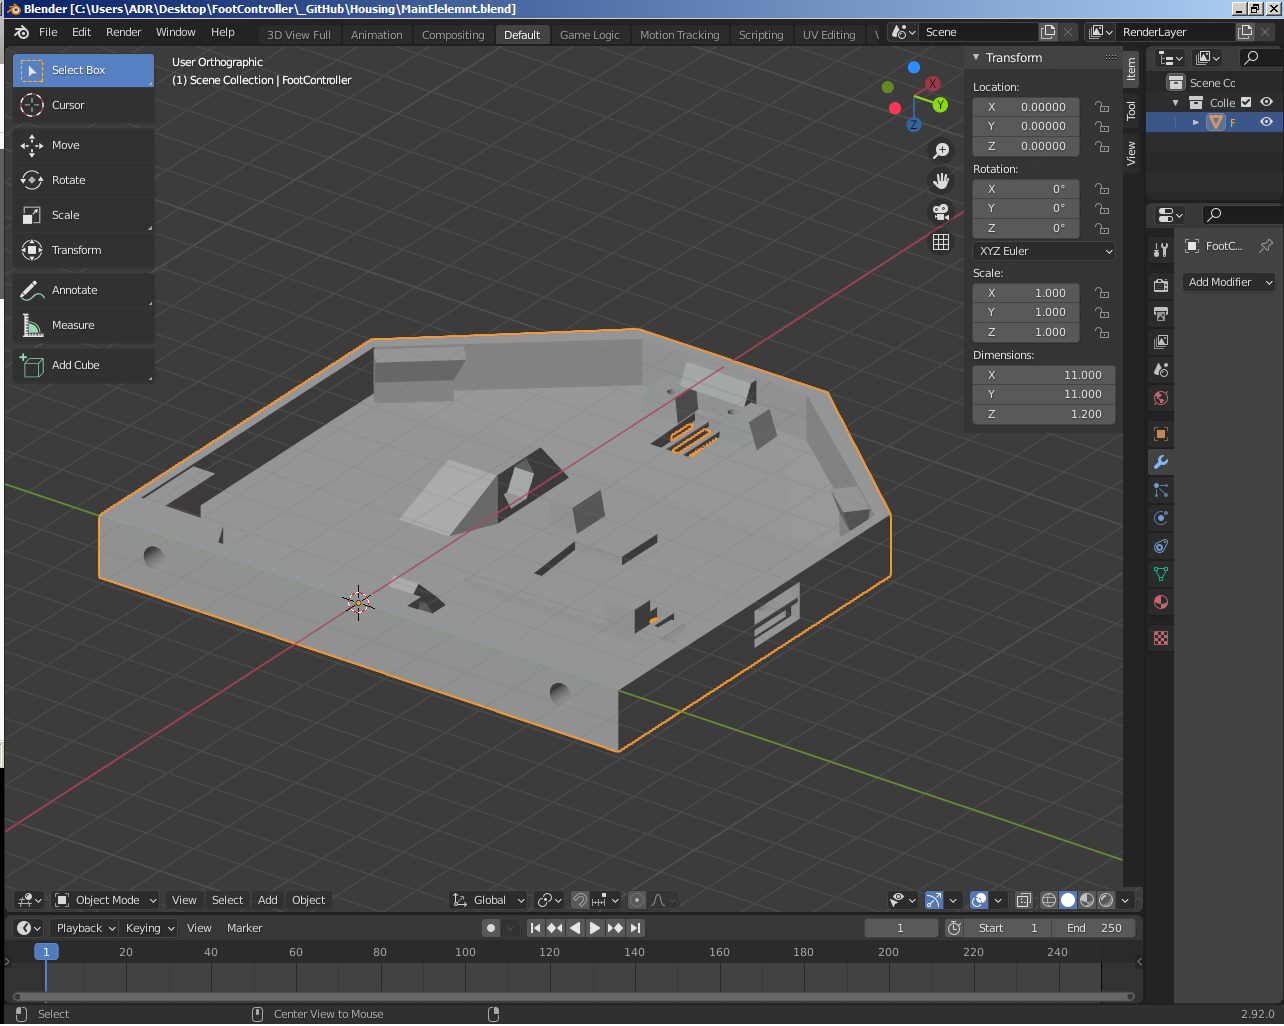 Blender [C:\Users\ADR\Desktop\FootController\_GitHub\Housing\MainElelemnt.blend]
File Edit Render Window Help
3D View Full Animation Compositing Default Game Logic Motion Tracking Scripting UV Editing
Scene
RenderLayer
Select Box
Cursor
Move
Rotate
Scale
Transform
Annotate
Measure
Add Cube
User Orthographic
(1) Scene Collection | FootController
X
Y
Z
Transform
Location:
X 0.00000
Y 0.00000
Z 0.00000
Rotation:
X 0°
Y 0°
Z 0°
XYZ Euler
Scale:
X 1.000
Y 1.000
Z 1.000
Dimensions:
X 11.000
Y 11.000
Z 1.200
Item
Tool
View
Scene Cc
Colle
F
FootC...
Add Modifier
Object Mode View Select Add Object
Global
Playback Keying View Marker
1
Start 1
End 250
1 20 40 60 80 100 120 140 160 180 200 220 240
Select
Center View to Mouse
2.92.0